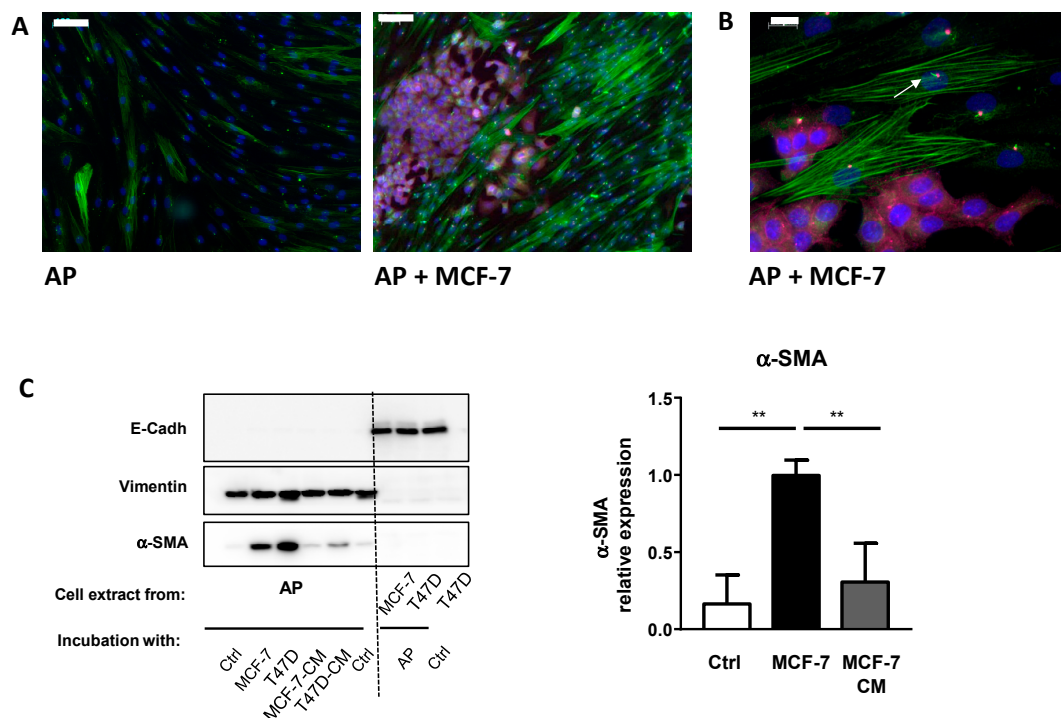 A
B
AP
AP + MCF-7
AP + MCF-7
C
E-Cadh
Vimentin
α-SMA
Cell extract from:
AP
MCF-7
T47D
T47D
Incubation with:
Ctrl
MCF-7
T47D
MCF-7-CM
T47D-CM
Ctrl
AP
Ctrl
α-SMA
α-SMA
relative expression
1.5
1.0
0.5
0.0
**
**
Ctrl
MCF-7
MCF-7
CM